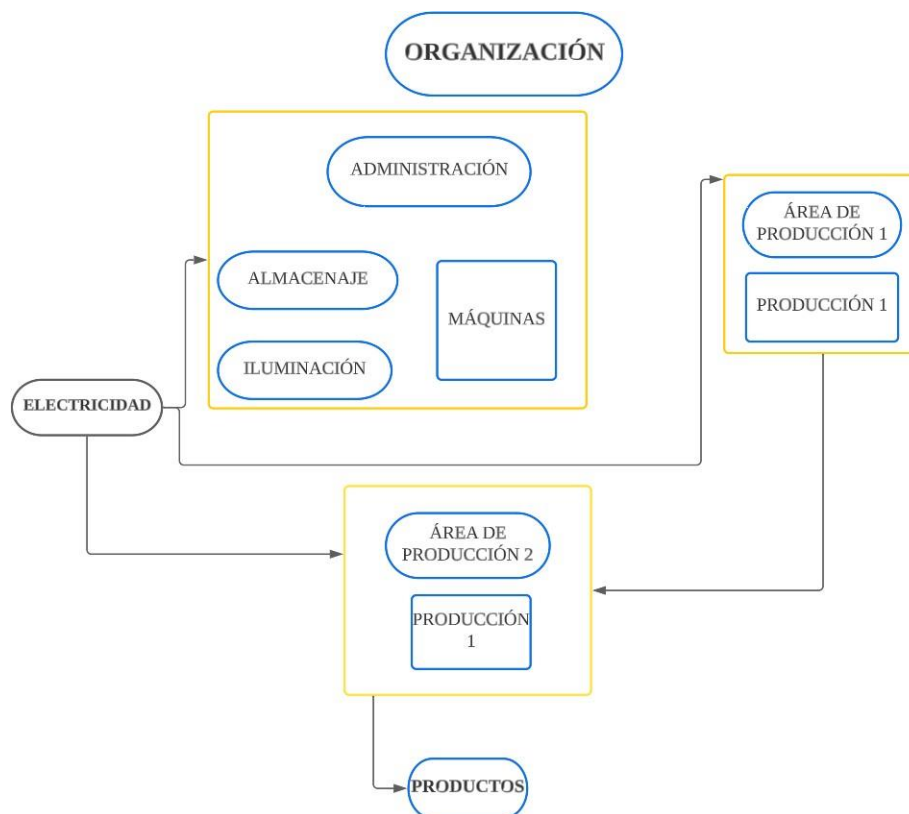 ORGANIZACIÓN
ADMINISTRACIÓN
ALMACENAJE
MÁQUINAS
ILUMINACIÓN
ÁREA DE
PRODUCCIÓN 1
PRODUCCIÓN 1
ELECTRICIDAD
ÁREA DE
PRODUCCIÓN 2
PRODUCCIÓN
1
PRODUCTOS